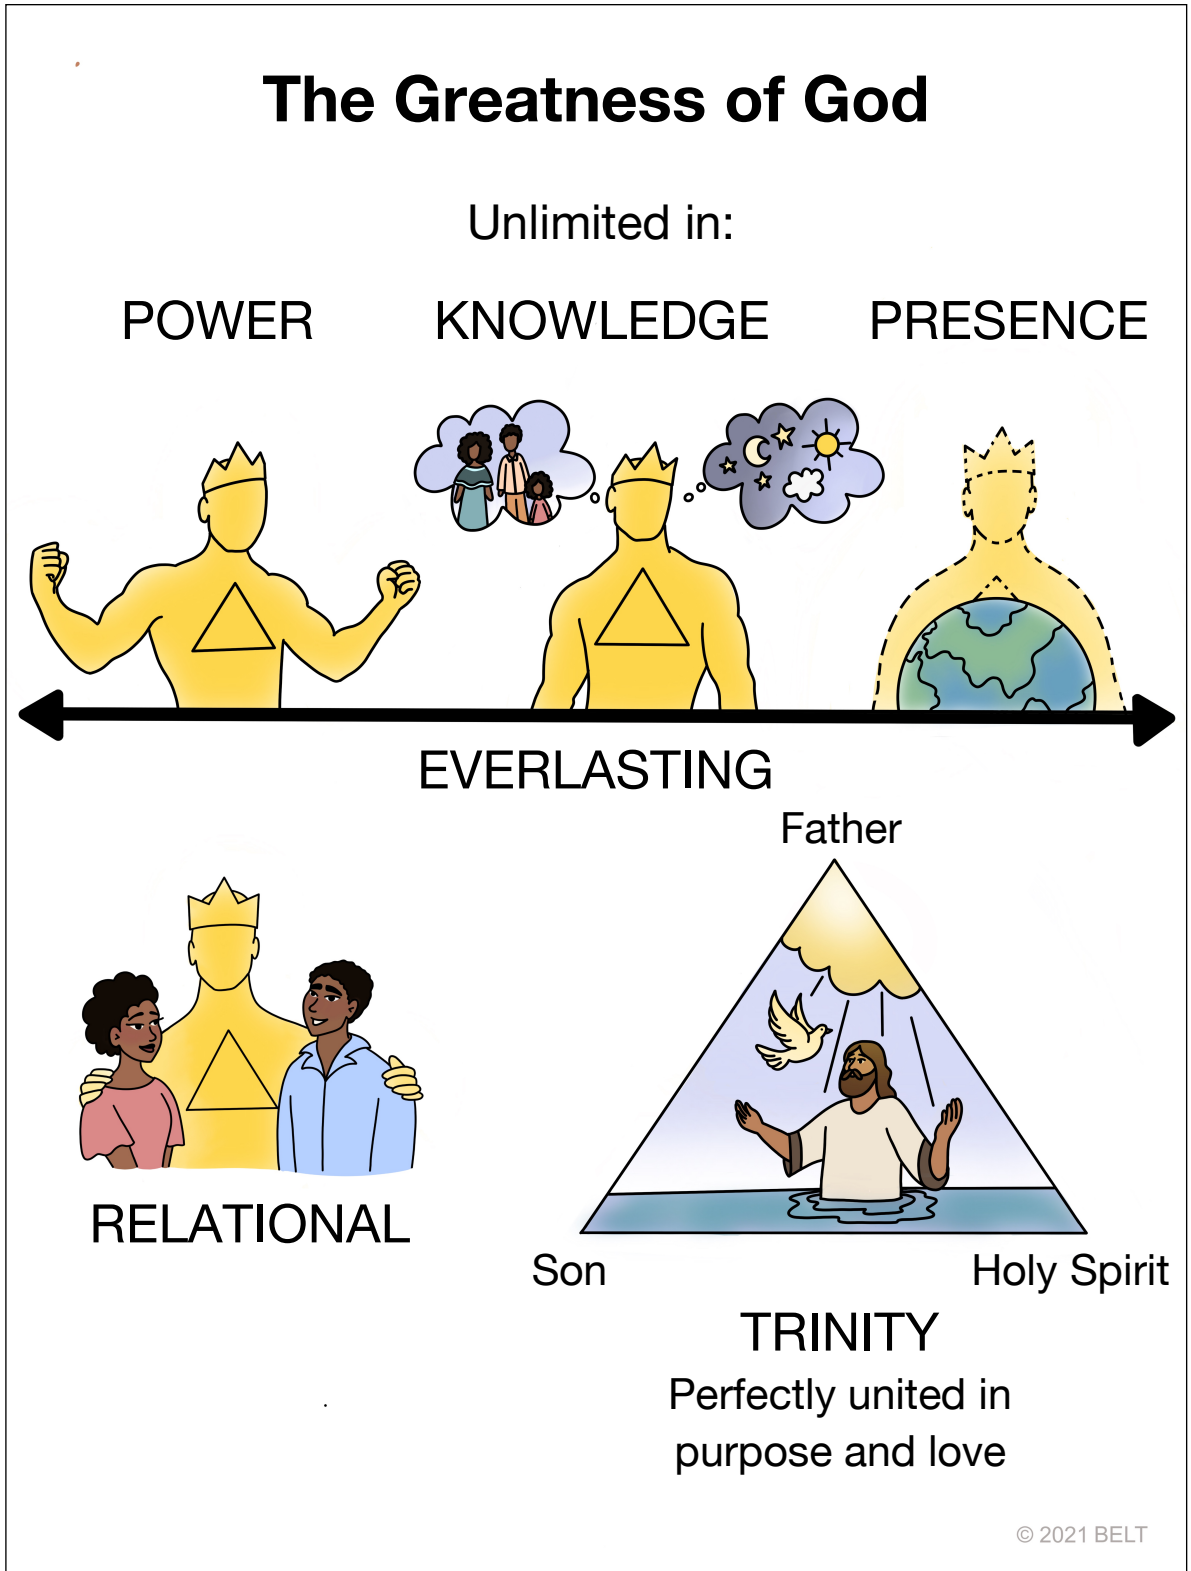 The Greatness of God
Unlimited in:
POWER KNOWLEDGE PRESENCE
EVERLASTING
Father
RELATIONAL
Son Holy Spirit
TRINITY
Perfectly united in
purpose and love
© 2021 BELT